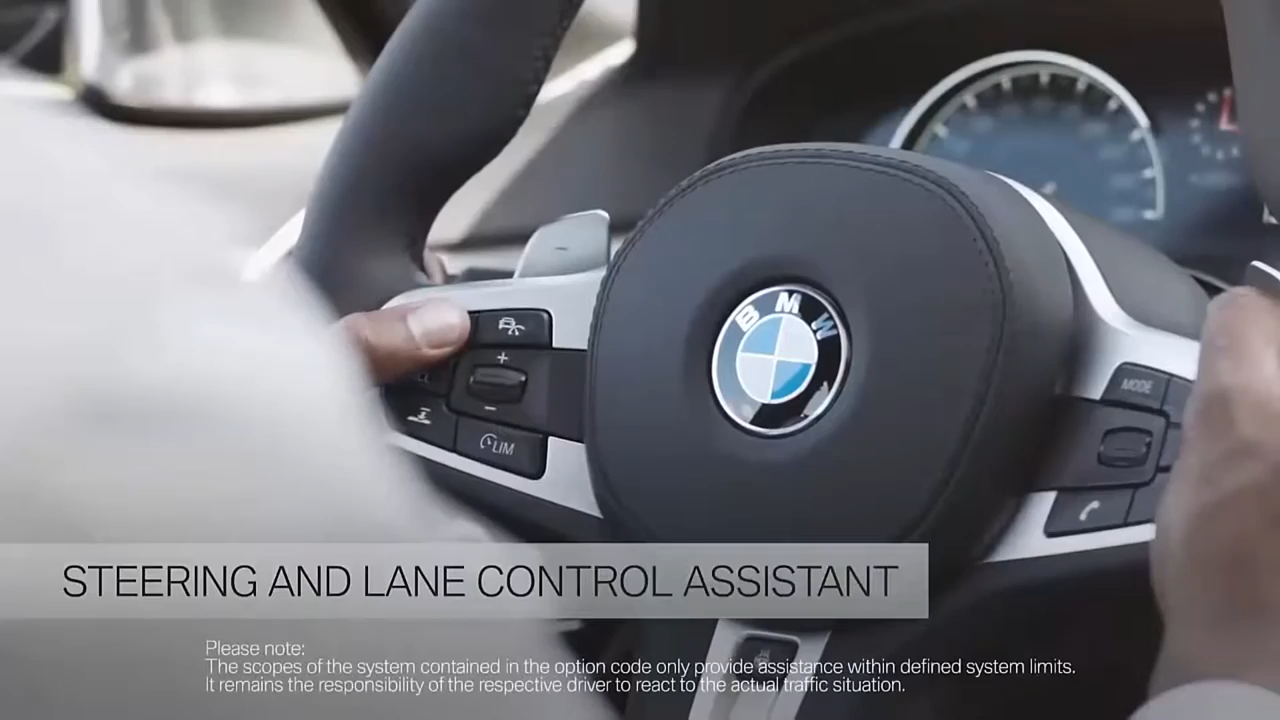 BMW
+
−
LIM
MODE
STEERING AND LANE CONTROL ASSISTANT
Please note:
The scopes of the system contained in the option code only provide assistance within defined system limits.
It remains the responsibility of the respective driver to react to the actual traffic situation.